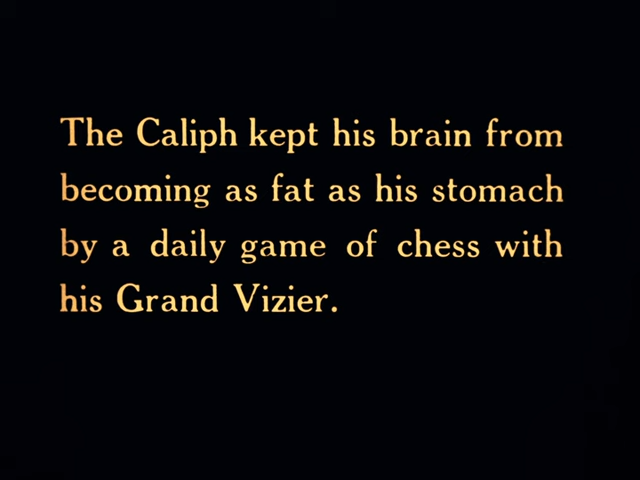 The Caliph kept his brain from
becoming as fat as his stomach
by a daily game of chess with
his Grand Vizier.